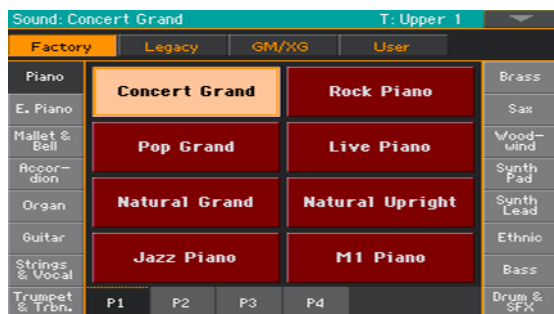 Sound: Concert Grand T: Upper 1
Factory Legacy GM/XG User
Piano
E. Piano
Mallet &
Bell
Accor-
dion
Organ
Guitar
Strings
& Vocal
Trumpet
& Trbn.
Concert Grand Rock Piano
Pop Grand Live Piano
Natural Grand Natural Upright
Jazz Piano M1 Piano
P1 P2 P3 P4
Brass
Sax
Wood-
wind
Synth
Pad
Synth
Lead
Ethnic
Bass
Drum &
SFX